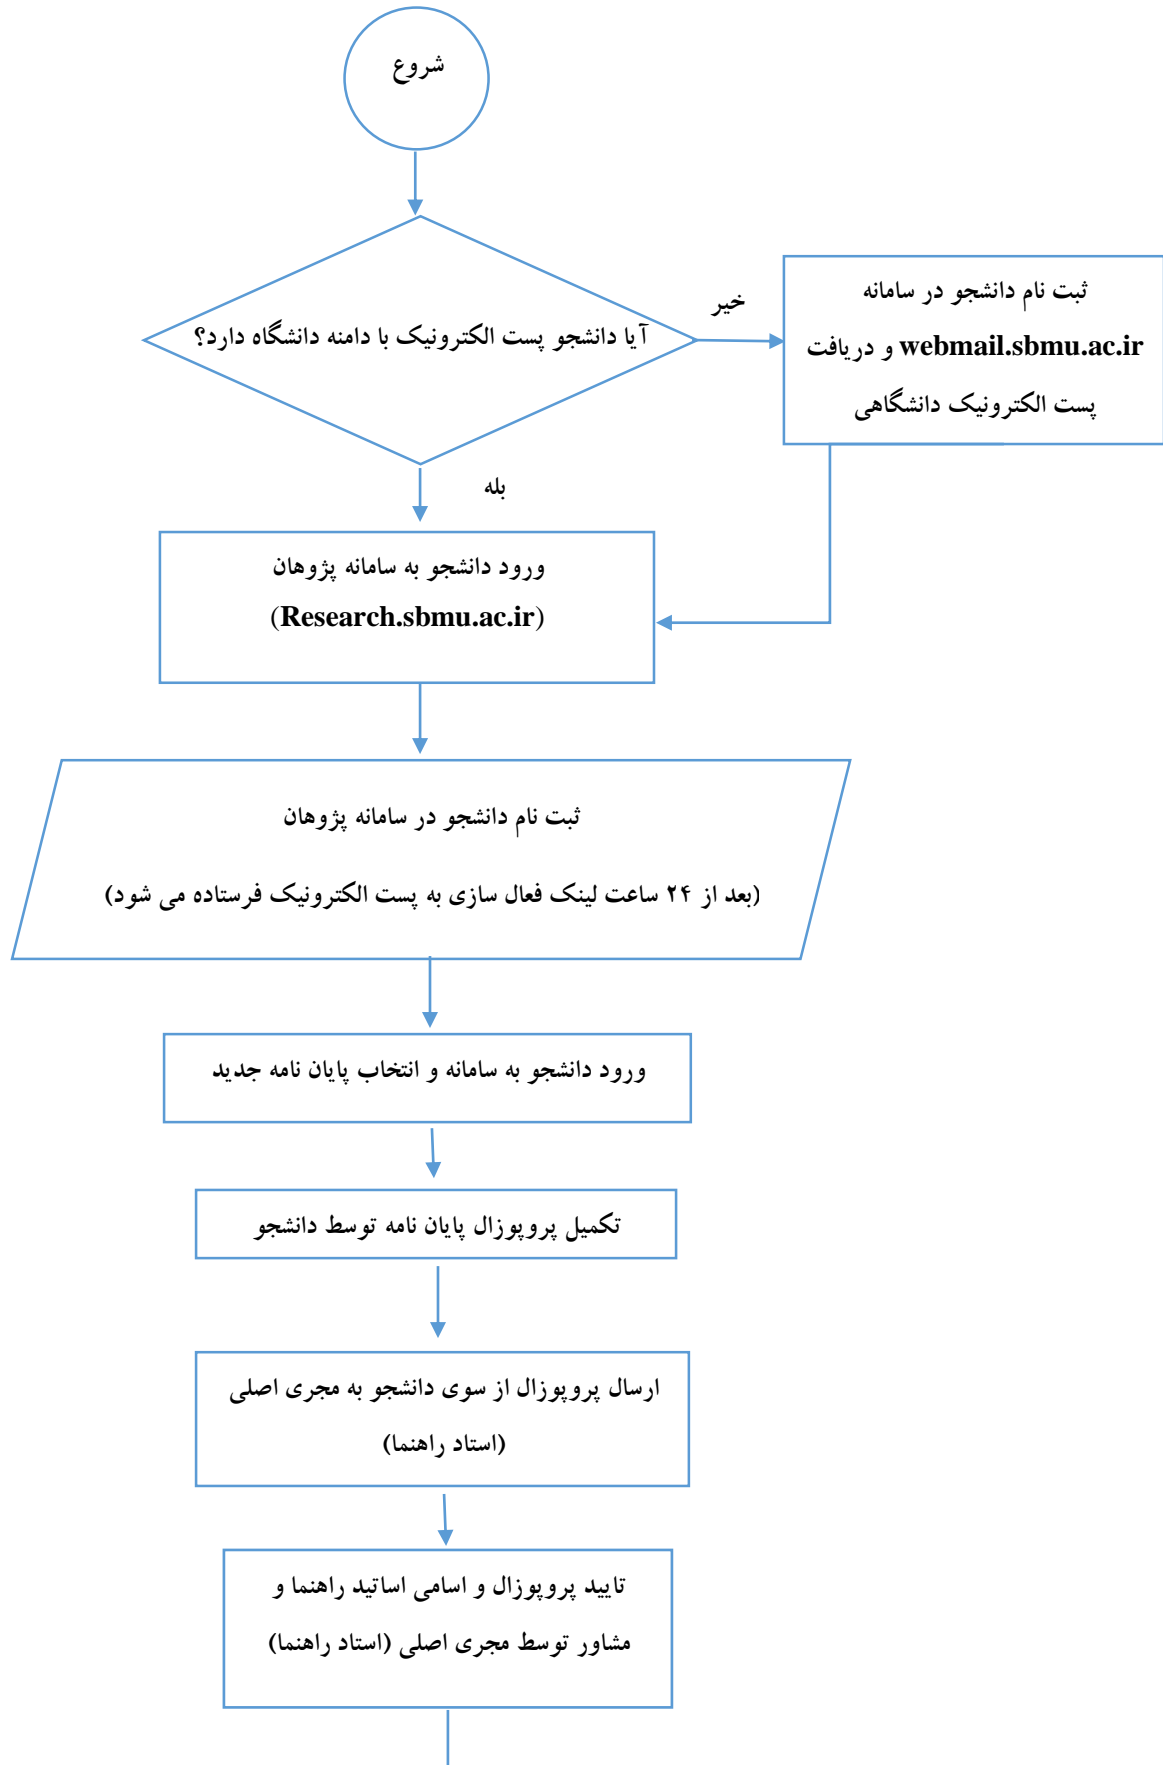 شروع
آیا دانشجو پست الکترونیک با دامنه دانشگاه دارد؟
خیر
ثبت نام دانشجو در سامانه
webmail.sbmu.ac.ir و دریافت
پست الکترونیک دانشگاهی
بله
ورود دانشجو به سامانه پژوهان
(Research.sbmu.ac.ir)
ثبت نام دانشجو در سامانه پژوهان
(بعد از ۲۴ ساعت لینک فعال سازی به پست الکترونیک فرستاده می شود)
ورود دانشجو به سامانه و انتخاب پایان نامه جدید
تکمیل پروپوزال پایان نامه توسط دانشجو
ارسال پروپوزال از سوی دانشجو به مجری اصلی
(استاد راهنما)
تایید پروپوزال و اسامی اساتید راهنما و
مشاور توسط مجری اصلی (استاد راهنما)